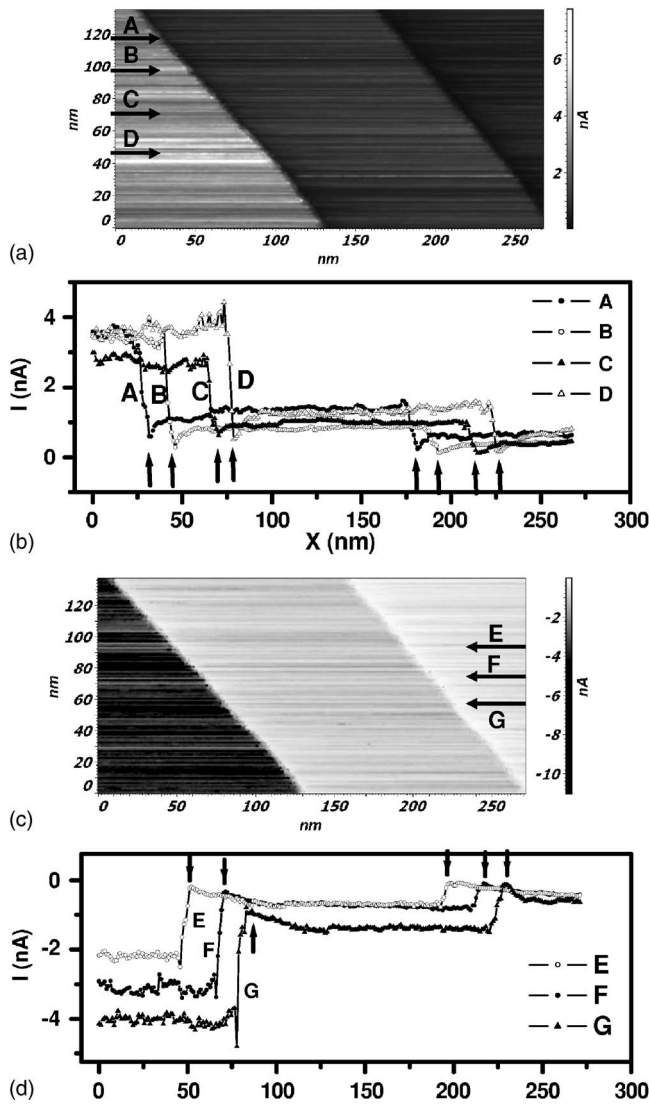 A
B
C
D
120
100
80
60
40
20
0
nm
0 50 100 150 200 250
nm
6
4
2
nA
(a)
4
2
0
I (nA)
A
B
C
D
A
B
C
D
0 50 100 150 200 250 300
X (nm)
(b)
E
F
G
120
100
80
60
40
20
0
nm
0 50 100 150 200 250
nm
-2
-4
-6
-8
-10
nA
(c)
0
-2
-4
I (nA)
E
F
G
E
F
G
0 50 100 150 200 250 300
(d)